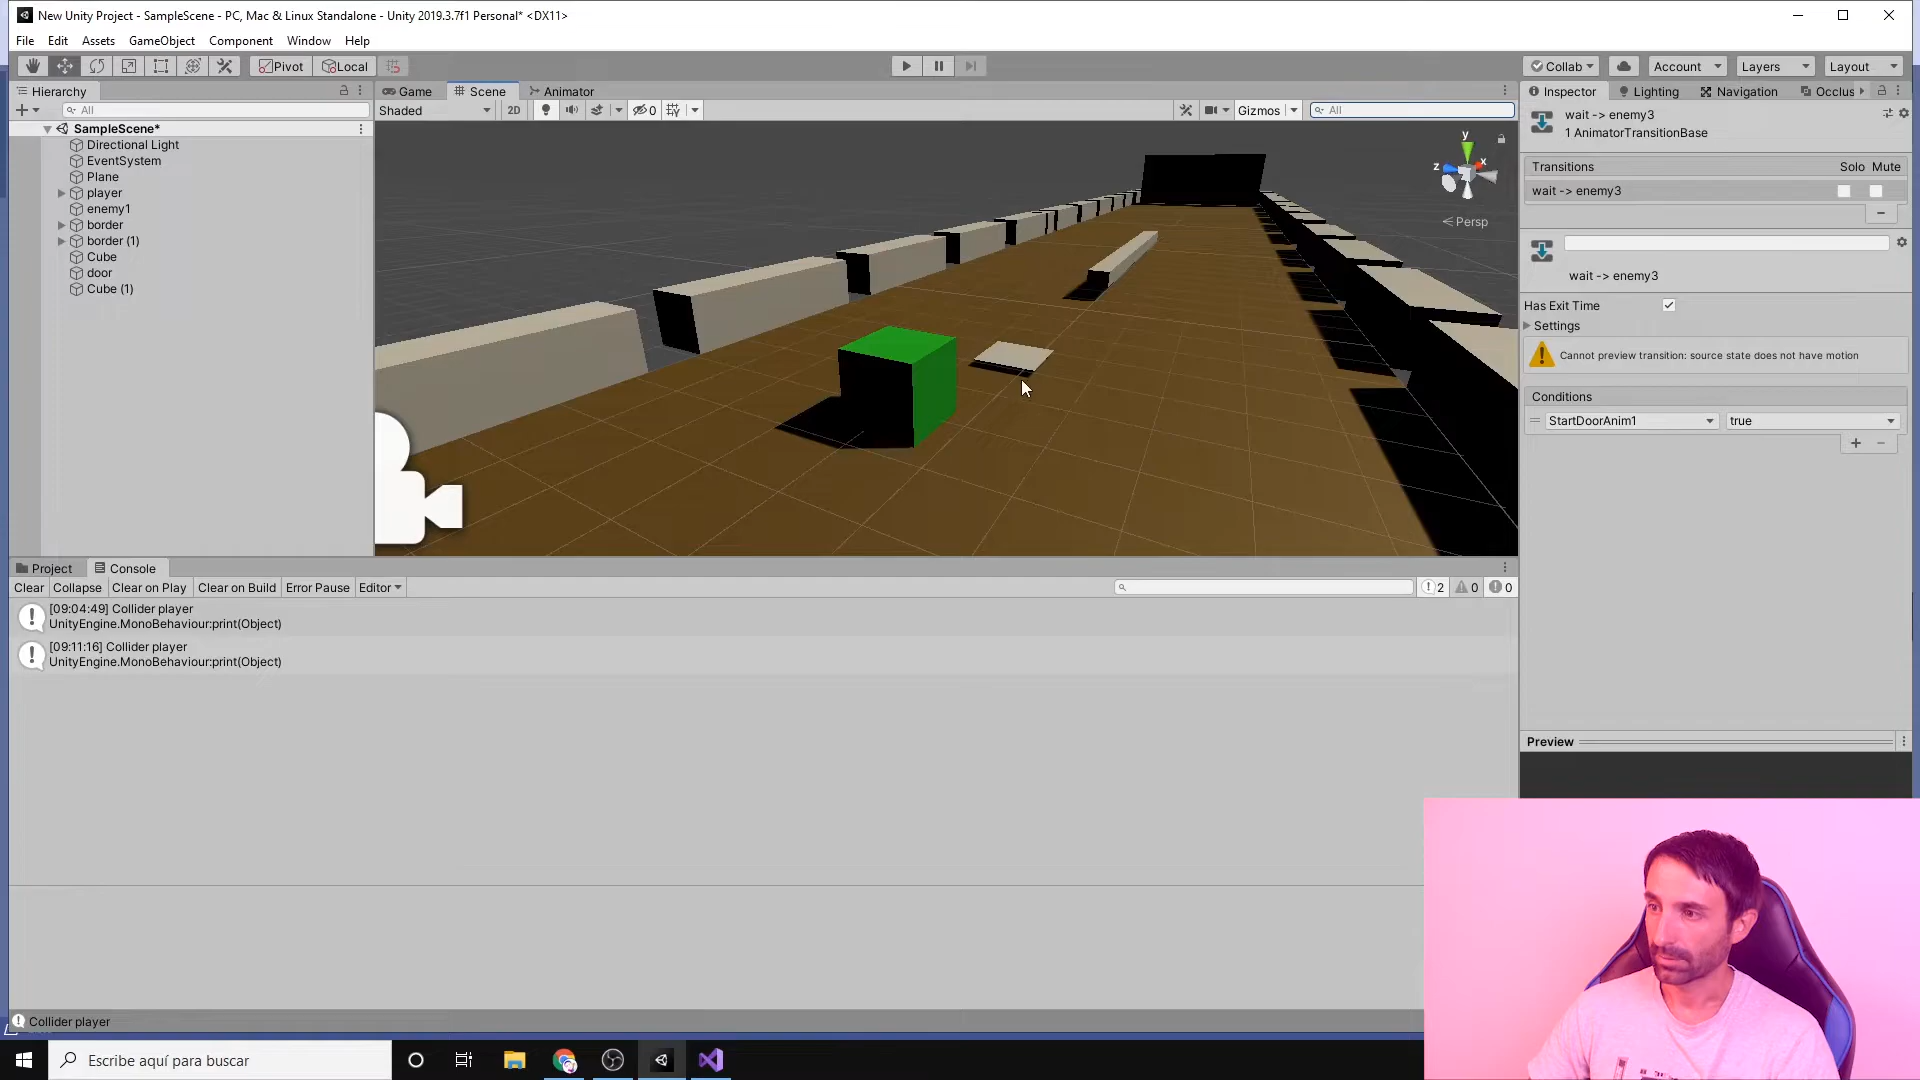 New Unity Project - SampleScene - PC, Mac & Linux Standalone - Unity 2019.3.7f1 Personal* <DX11>
File Edit Assets GameObject Component Window Help
Pivot Local Collab Account Layers Layout
Hierarchy
All
SampleScene*
Directional Light
EventSystem
Plane
player
enemy1
border
border (1)
Cube
door
Cube (1)
Game Scene Animator
Shaded 2D 0 Gizmos All
y
z x
Persp
Inspector Lighting Navigation Occlus
wait -> enemy3
1 AnimatorTransitionBase
Transitions Solo Mute
wait -> enemy3
wait -> enemy3
Has Exit Time
Settings
Cannot preview transition: source state does not have motion
Conditions
StartDoorAnim1 true
Preview
Project Console
Clear Collapse Clear on Play Clear on Build Error Pause Editor 2 0 0
[09:04:49] Collider player
UnityEngine.MonoBehaviour:print(Object)
[09:11:16] Collider player
UnityEngine.MonoBehaviour:print(Object)
Collider player
Escribe aquí para buscar